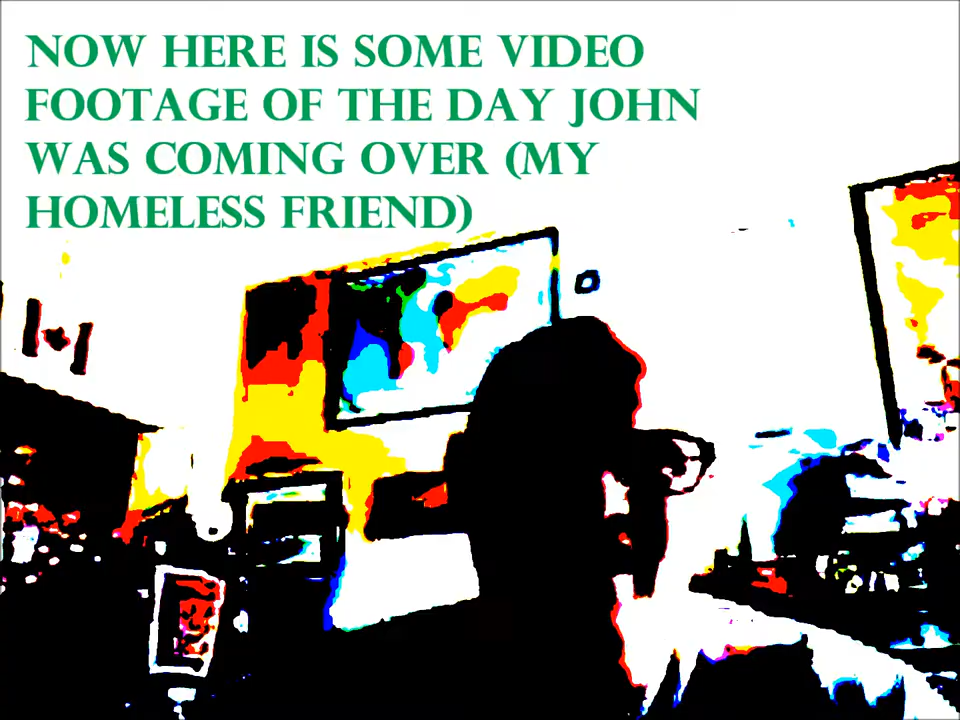 NOW HERE IS SOME VIDEO
FOOTAGE OF THE DAY JOHN
WAS COMING OVER (MY
HOMELESS FRIEND)